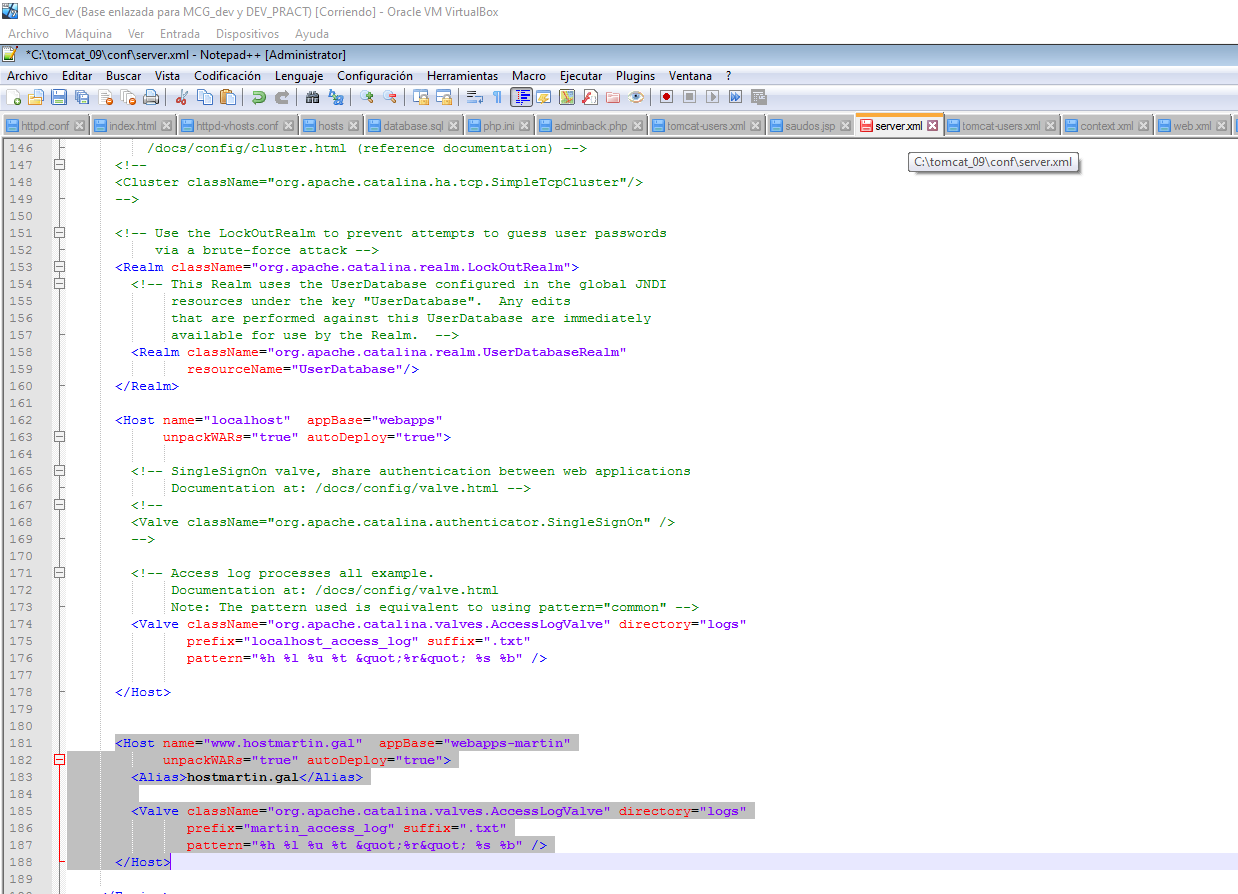 MCG_dev (Base enlazada para MCG_dev y DEV_PRACT) [Corriendo] - Oracle VM VirtualBox
Archivo Máquina Ver Entrada Dispositivos Ayuda
*C:\tomcat_09\conf\server.xml - Notepad++ [Administrator]
Archivo Editar Buscar Vista Codificación Lenguaje Configuración Herramientas Macro Ejecutar Plugins Ventana ?
httpd.conf index.html httpd-vhosts.conf hosts database.sql php.ini adminback.php tomcat-users.xml saudos.jsp server.xml tomcat-users.xml context.xml web.xml
C:\tomcat_09\conf\server.xml
146 /docs/config/cluster.html (reference documentation) -->
147 <!--
148 <Cluster className="org.apache.catalina.ha.tcp.SimpleTcpCluster"/>
149 -->
150
151 <!-- Use the LockOutRealm to prevent attempts to guess user passwords
152 via a brute-force attack -->
153 <Realm className="org.apache.catalina.realm.LockOutRealm">
154 <!-- This Realm uses the UserDatabase configured in the global JNDI
155 resources under the key "UserDatabase".  Any edits
156 that are performed against this UserDatabase are immediately
157 available for use by the Realm.  -->
158 <Realm className="org.apache.catalina.realm.UserDatabaseRealm"
159 resourceName="UserDatabase"/>
160 </Realm>
161
162 <Host name="localhost"  appBase="webapps"
163 unpackWARs="true" autoDeploy="true">
164
165 <!-- SingleSignOn valve, share authentication between web applications
166 Documentation at: /docs/config/valve.html -->
167 <!--
168 <Valve className="org.apache.catalina.authenticator.SingleSignOn" />
169 -->
170
171 <!-- Access log processes all example.
172 Documentation at: /docs/config/valve.html
173 Note: The pattern used is equivalent to using pattern="common" -->
174 <Valve className="org.apache.catalina.valves.AccessLogValve" directory="logs"
175 prefix="localhost_access_log" suffix=".txt"
176 pattern="%h %l %u %t &quot;%r&quot; %s %b" />
177
178 </Host>
179
180
181 <Host name="www.hostmartin.gal"  appBase="webapps-martin"
182 unpackWARs="true" autoDeploy="true">
183 <Alias>hostmartin.gal</Alias>
184
185 <Valve className="org.apache.catalina.valves.AccessLogValve" directory="logs"
186 prefix="martin_access_log" suffix=".txt"
187 pattern="%h %l %u %t &quot;%r&quot; %s %b" />
188 </Host>
189